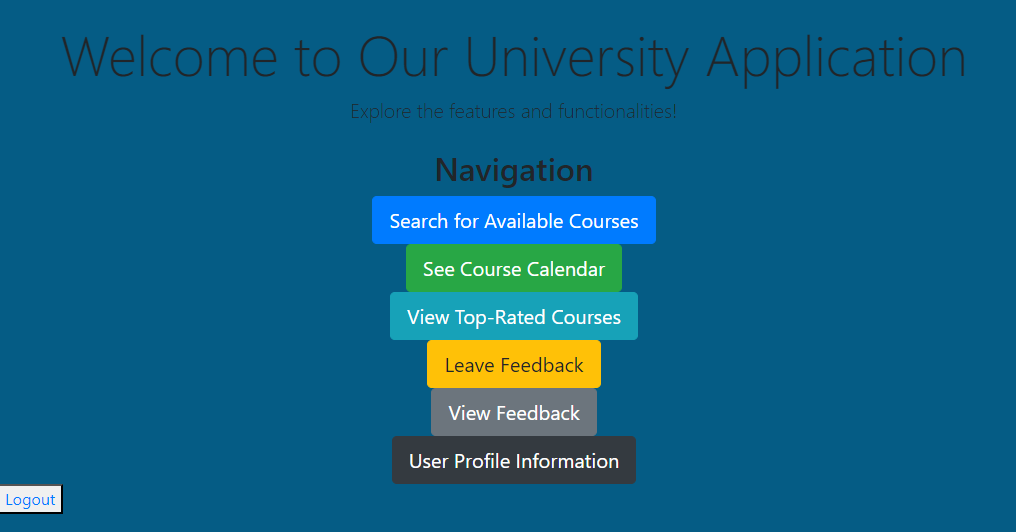 Welcome to Our University Application
Explore the features and functionalities!
Navigation
Search for Available Courses
See Course Calendar
View Top-Rated Courses
Leave Feedback
View Feedback
User Profile Information
Logout